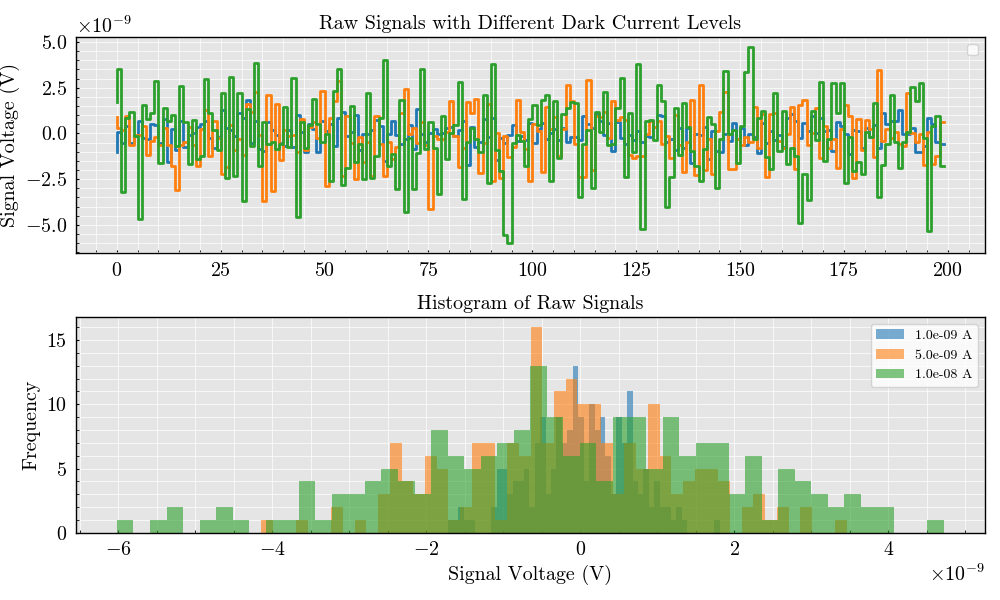 Raw Signals with Different Dark Current Levels
×10⁻⁹
5.0
2.5
0.0
−2.5
−5.0
Signal Voltage (V)
0 25 50 75 100 125 150 175 200
Histogram of Raw Signals
15
10
5
0
Frequency
1.0e-09 A
5.0e-09 A
1.0e-08 A
−6 −4 −2 0 2 4
Signal Voltage (V)
×10⁻⁹